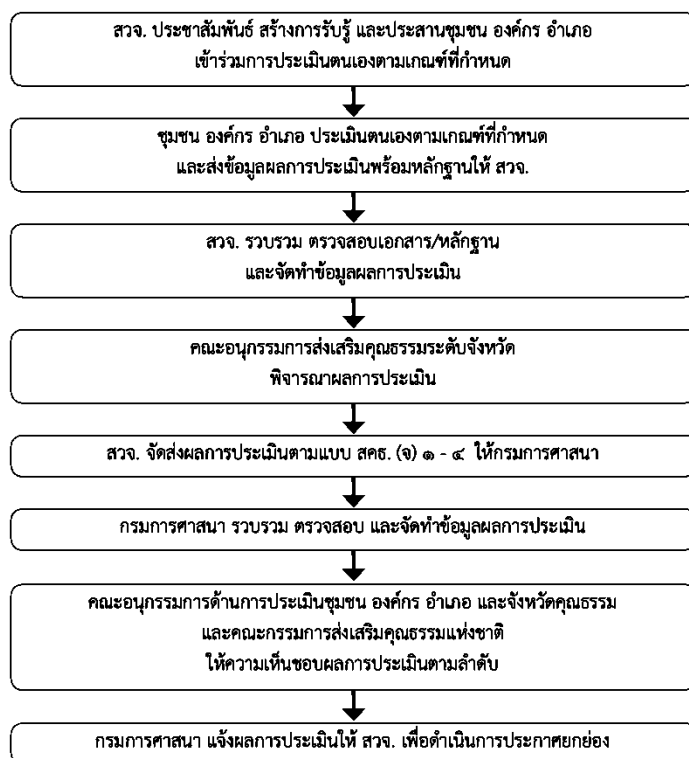 สวจ. ประชาสัมพันธ์ สร้างการรับรู้ และประสานชุมชน องค์กร อำเภอ
เข้าร่วมการประเมินตนเองตามเกณฑ์ที่กำหนด
ชุมชน องค์กร อำเภอ ประเมินตนเองตามเกณฑ์ที่กำหนด
และส่งข้อมูลผลการประเมินพร้อมหลักฐานให้ สวจ.
สวจ. รวบรวม ตรวจสอบเอกสาร/หลักฐาน
และจัดทำข้อมูลผลการประเมิน
คณะอนุกรรมการส่งเสริมคุณธรรมระดับจังหวัด
พิจารณาผลการประเมิน
สวจ. จัดส่งผลการประเมินตามแบบ สคธ. (จ) ๑ - ๔ ให้กรมการศาสนา
กรมการศาสนา รวบรวม ตรวจสอบ และจัดทำข้อมูลผลการประเมิน
คณะอนุกรรมการด้านการประเมินชุมชน องค์กร อำเภอ และจังหวัดคุณธรรม
และคณะกรรมการส่งเสริมคุณธรรมแห่งชาติ
ให้ความเห็นชอบผลการประเมินตามลำดับ
กรมการศาสนา แจ้งผลการประเมินให้ สวจ. เพื่อดำเนินการประกาศยกย่อง